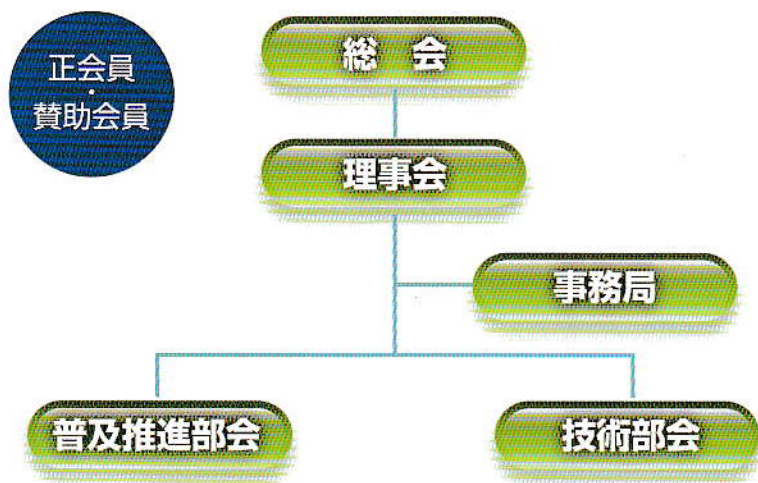 正会員
・
賛助会員
総　会
理事会
事務局
普及推進部会
技術部会